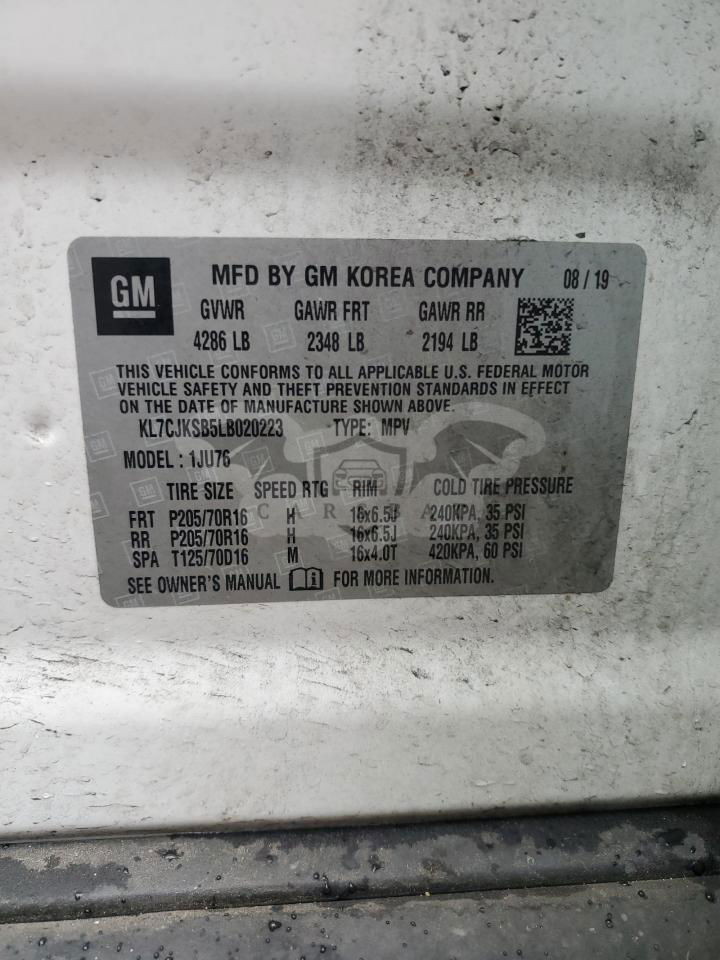 GM
MFD BY GM KOREA COMPANY 08 / 19
GVWR GAWR FRT GAWR RR
4286 LB 2348 LB 2194 LB
THIS VEHICLE CONFORMS TO ALL APPLICABLE U.S. FEDERAL MOTOR
VEHICLE SAFETY AND THEFT PREVENTION STANDARDS IN EFFECT
ON THE DATE OF MANUFACTURE SHOWN ABOVE.
KL7CJKSB5LB020223 TYPE: MPV
MODEL : 1JU76
TIRE SIZE SPEED RTG RIM COLD TIRE PRESSURE
FRT P205/70R16 H 16x6.5J 240KPA, 35 PSI
RR P205/70R16 H 16x6.5J 240KPA, 35 PSI
SPA T125/70D16 M 16x4.0T 420KPA, 60 PSI
SEE OWNER'S MANUAL FOR MORE INFORMATION.